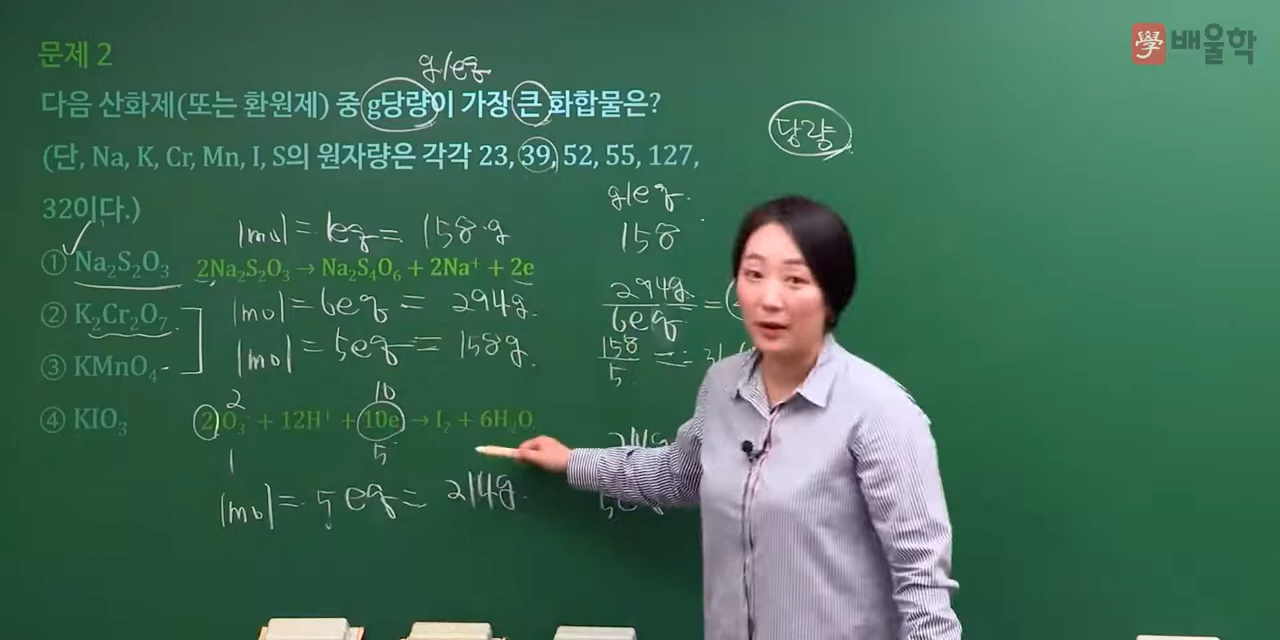 學 배울학
문제 2
g/eq
다음 산화제(또는 환원제) 중 g당량이 가장 큰 화합물은?
당량
(단, Na, K, Cr, Mn, I, S의 원자량은 각각 23, 39, 52, 55, 127,
32이다.)
g/eq.
1mol = 1eq = 158g
158
① Na₂S₂O₃ 2Na₂S₂O₃ → Na₂S₄O₆ + 2Na⁺ + 2e
1mol = 6eq = 294g.
294g. / 6eq =
② K₂Cr₂O₇
1mol = 5eq = 158g.
158 / 5 = 31
③ KMnO₄
2 10
④ KIO₃ 2IO₃⁻ + 12H⁺ + 10e → I₂ + 6H₂O
214g
1 5
1mol = 5eq = 214g.
5eq